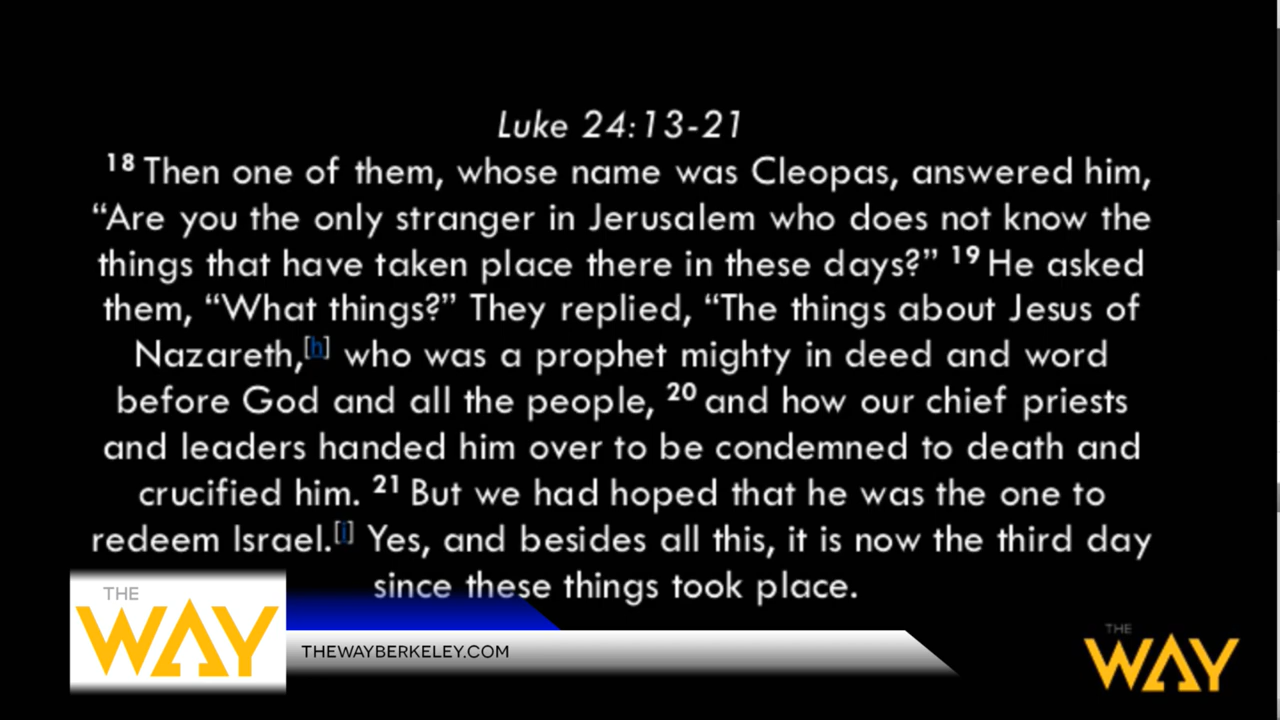 Luke 24:13-21
18 Then one of them, whose name was Cleopas, answered him,
“Are you the only stranger in Jerusalem who does not know the
things that have taken place there in these days?” 19 He asked
them, “What things?” They replied, “The things about Jesus of
Nazareth,[h] who was a prophet mighty in deed and word
before God and all the people, 20 and how our chief priests
and leaders handed him over to be condemned to death and
crucified him. 21 But we had hoped that he was the one to
redeem Israel.[i] Yes, and besides all this, it is now the third day
since these things took place.
THE
WAY
THEWAYBERKELEY.COM
THE
WAY